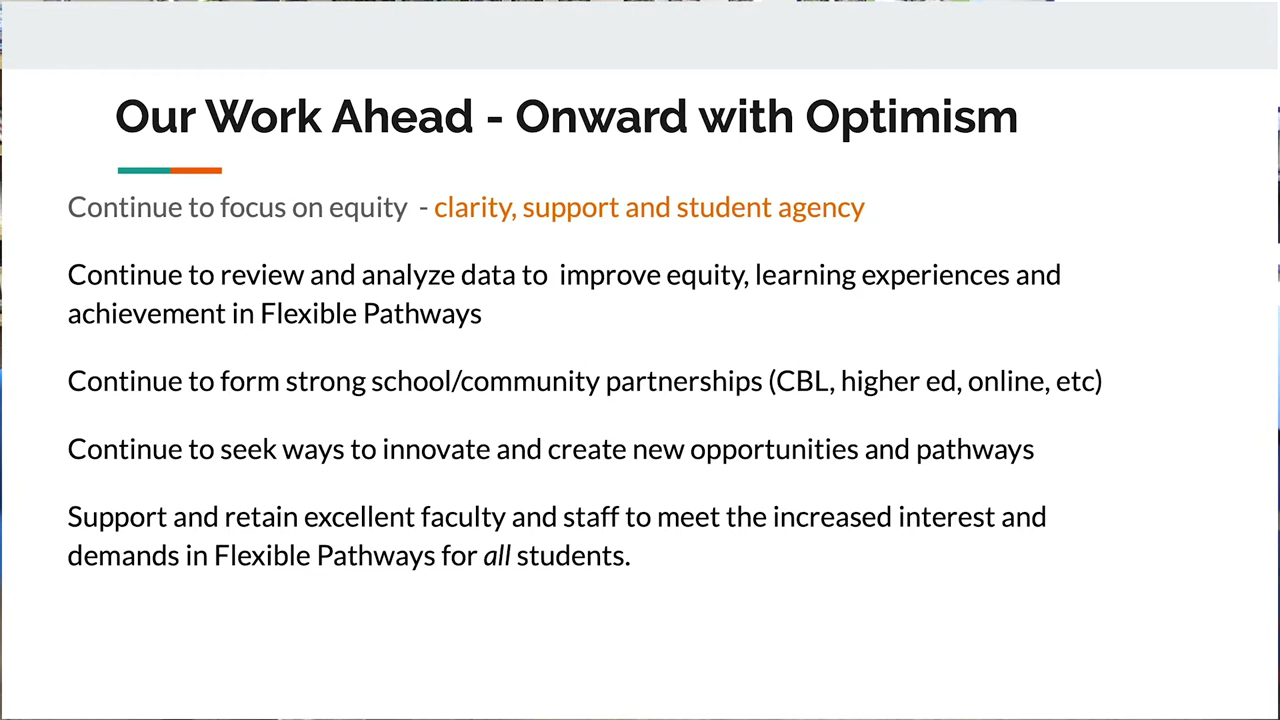 Our Work Ahead - Onward with Optimism
Continue to focus on equity - clarity, support and student agency
Continue to review and analyze data to improve equity, learning experiences and
achievement in Flexible Pathways
Continue to form strong school/community partnerships (CBL, higher ed, online, etc)
Continue to seek ways to innovate and create new opportunities and pathways
Support and retain excellent faculty and staff to meet the increased interest and
demands in Flexible Pathways for all students.